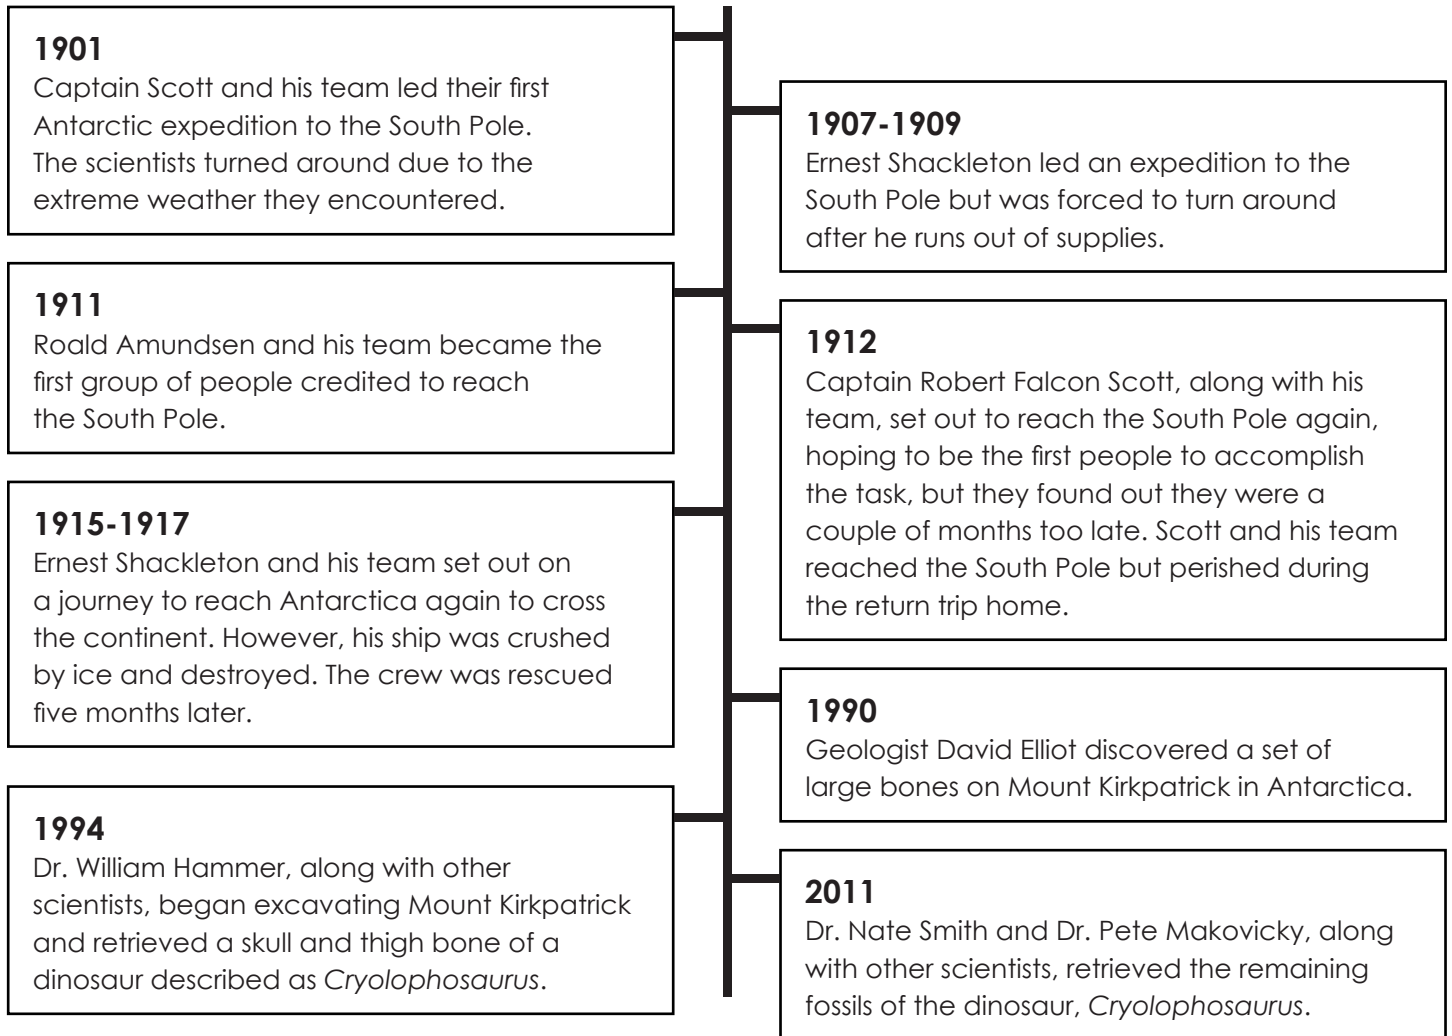 1901
Captain Scott and his team led their first
Antarctic expedition to the South Pole.
The scientists turned around due to the
extreme weather they encountered.
1907-1909
Ernest Shackleton led an expedition to the
South Pole but was forced to turn around
after he runs out of supplies.
1911
Roald Amundsen and his team became the
first group of people credited to reach
the South Pole.
1912
Captain Robert Falcon Scott, along with his
team, set out to reach the South Pole again,
hoping to be the first people to accomplish
the task, but they found out they were a
couple of months too late. Scott and his team
reached the South Pole but perished during
the return trip home.
1915-1917
Ernest Shackleton and his team set out on
a journey to reach Antarctica again to cross
the continent. However, his ship was crushed
by ice and destroyed. The crew was rescued
five months later.
1990
Geologist David Elliot discovered a set of
large bones on Mount Kirkpatrick in Antarctica.
1994
Dr. William Hammer, along with other
scientists, began excavating Mount Kirkpatrick
and retrieved a skull and thigh bone of a
dinosaur described as Cryolophosaurus.
2011
Dr. Nate Smith and Dr. Pete Makovicky, along
with other scientists, retrieved the remaining
fossils of the dinosaur, Cryolophosaurus.